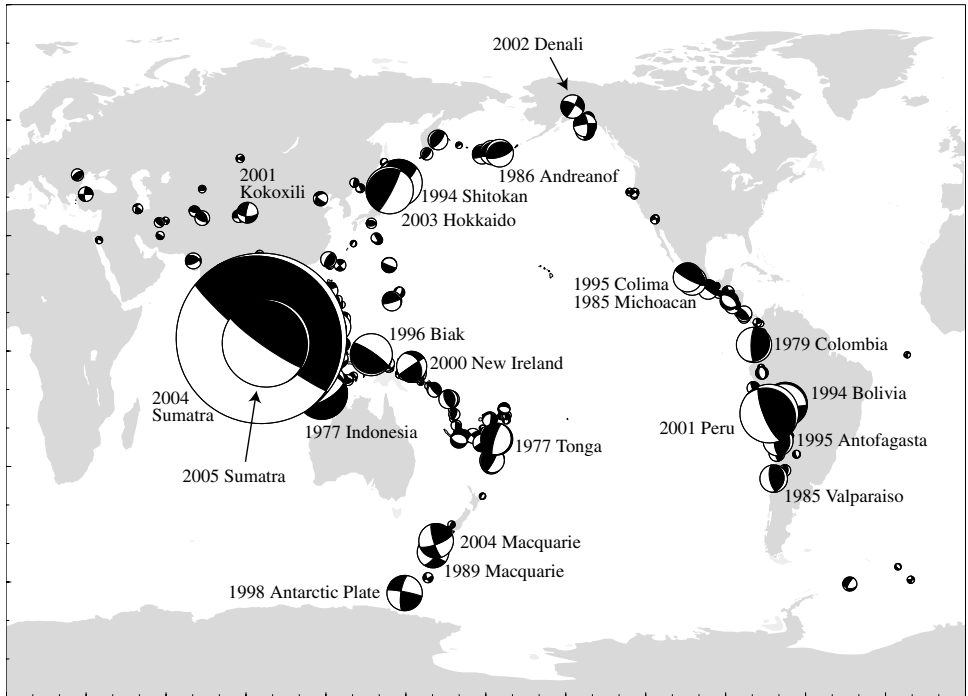 2002 Denali
2001
Kokoxili
1986 Andreanof
1994 Shitokan
2003 Hokkaido
1995 Colima
1985 Michoacan
1996 Biak
1979 Colombia
2000 New Ireland
2004
Sumatra
1994 Bolivia
2001 Peru
1977 Indonesia
1977 Tonga
1995 Antofagasta
2005 Sumatra
1985 Valparaiso
2004 Macquarie
1989 Macquarie
1998 Antarctic Plate